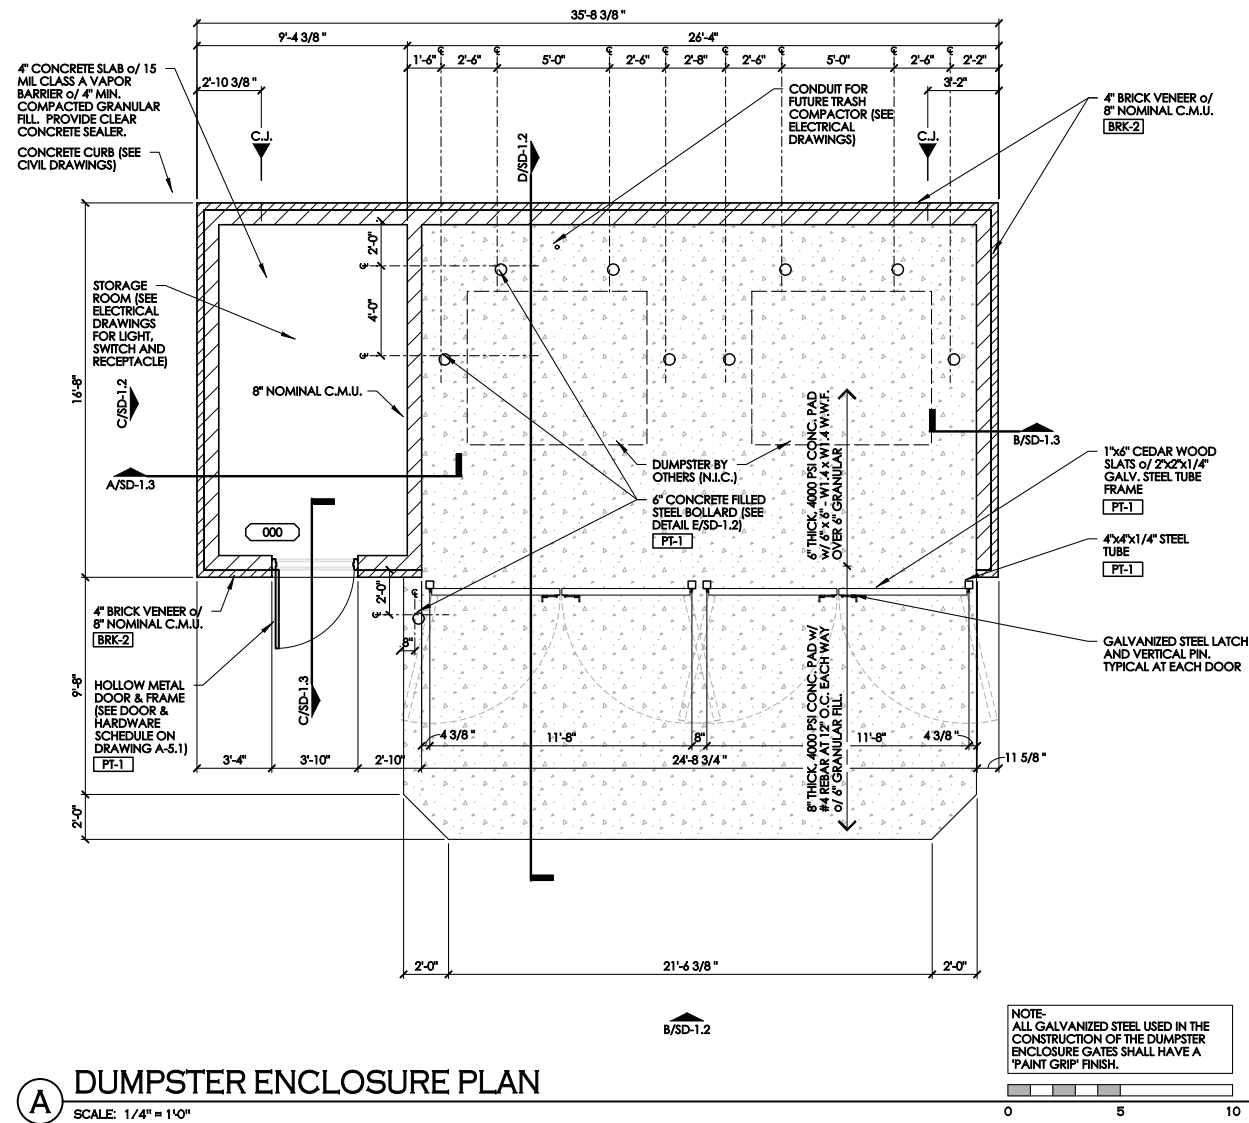 35'-8 3/8"
9'-4 3/8"
26'-4"
1'-6"
2'-6"
5'-0"
2'-6"
2'-8"
2'-6"
5'-0"
2'-6"
2'-2"
2'-10 3/8"
3'-2"
C.J.
C.J.
4" CONCRETE SLAB o/ 15
MIL CLASS A VAPOR
BARRIER o/ 4" MIN.
COMPACTED GRANULAR
FILL. PROVIDE CLEAR
CONCRETE SEALER.
CONCRETE CURB (SEE
CIVIL DRAWINGS)
CONDUIT FOR
FUTURE TRASH
COMPACTOR (SEE
ELECTRICAL
DRAWINGS)
4" BRICK VENEER o/
8" NOMINAL C.M.U.
BRK-2
D/SD-1.2
2'-0"
4'-0"
STORAGE
ROOM (SEE
ELECTRICAL
DRAWINGS
FOR LIGHT,
SWITCH AND
RECEPTACLE)
16'-8"
C/SD-1.2
8" NOMINAL C.M.U.
A/SD-1.3
B/SD-1.3
DUMPSTER BY
OTHERS (N.I.C.)
6" CONCRETE FILLED
STEEL BOLLARD (SEE
DETAIL E/SD-1.2)
PT-1
6" THICK, 4000 PSI CONC. PAD
w/ 6" x 6" - W1.4 x W1.4 W.W.F.
OVER 6" GRANULAR
1"x6" CEDAR WOOD
SLATS o/ 2"x2"x1/4"
GALV. STEEL TUBE
FRAME
PT-1
4"x4"x1/4" STEEL
TUBE
PT-1
000
2'-0"
8"
4" BRICK VENEER o/
8" NOMINAL C.M.U.
BRK-2
GALVANIZED STEEL LATCH
AND VERTICAL PIN.
TYPICAL AT EACH DOOR
9'-8"
HOLLOW METAL
DOOR & FRAME
(SEE DOOR &
HARDWARE
SCHEDULE ON
DRAWING A-5.1)
PT-1
C/SD-1.3
8" THICK, 4000 PSI CONC. PAD W/
#4 REBAR AT 12" O.C. EACH WAY
o/ 6" GRANULAR FILL.
4 3/8"
11'-8"
8"
11'-8"
4 3/8"
3'-4"
3'-10"
2'-10"
24'-8 3/4"
11 5/8"
2'-0"
2'-0"
21'-6 3/8"
2'-0"
B/SD-1.2
NOTE-
ALL GALVANIZED STEEL USED IN THE
CONSTRUCTION OF THE DUMPSTER
ENCLOSURE GATES SHALL HAVE A
'PAINT GRIP' FINISH.
A
DUMPSTER ENCLOSURE PLAN
SCALE: 1/4" = 1'0"
0 5 10